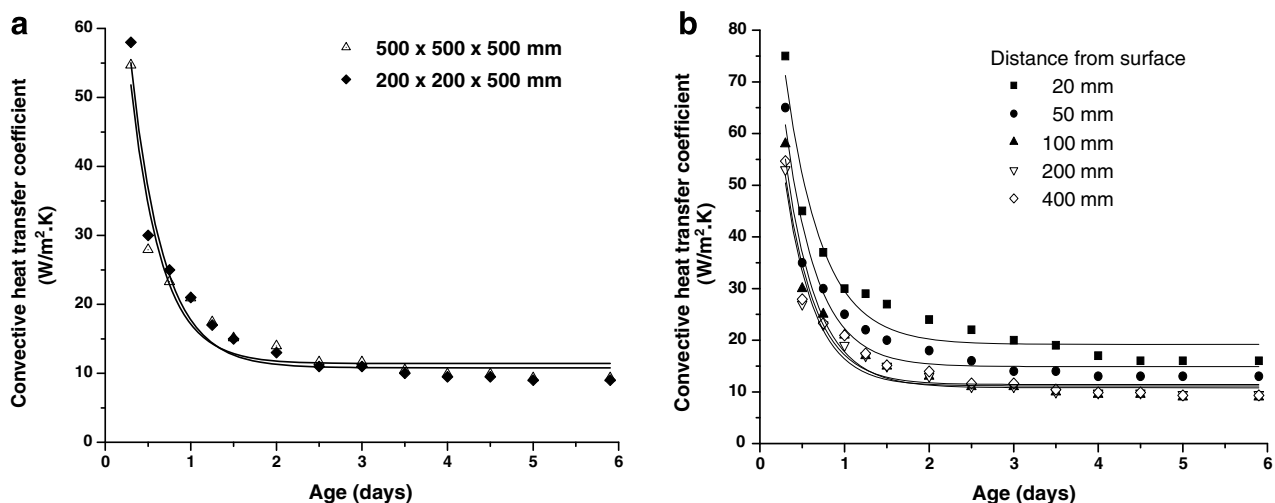 a
60
50
40
30
20
10
0
0 1 2 3 4 5 6
Convective heat transfer coefficient
(W/m².K)
Age (days)
500 x 500 x 500 mm
200 x 200 x 500 mm
b
80
70
60
50
40
30
20
10
0
0 1 2 3 4 5 6
Convective heat transfer coefficient
(W/m².K)
Age (days)
Distance from surface
20 mm
50 mm
100 mm
200 mm
400 mm